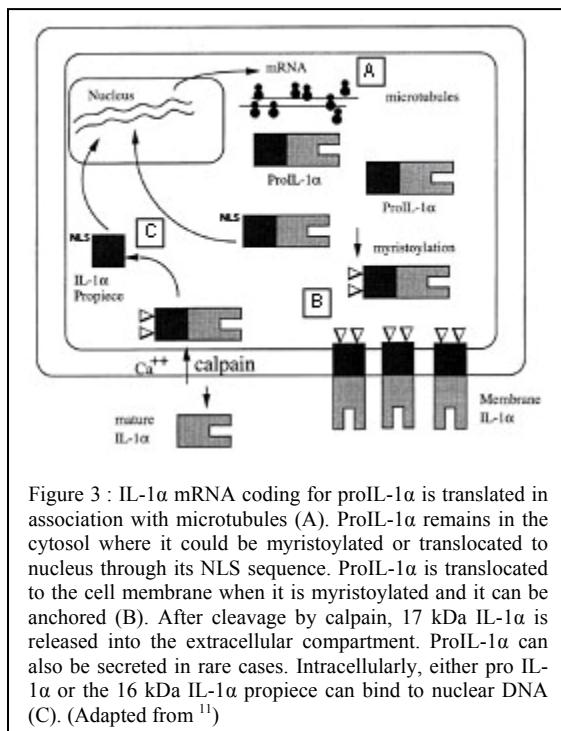 mRNA
A
Nucleus
microtubules
ProIL-1α
ProIL-1α
NLS
NLS
C
myristoylation
IL-1α
Propiece
B
Ca++
calpain
mature
IL-1α
Membrane
IL-1α
Figure 3 : IL-1α mRNA coding for proIL-1α is translated in
association with microtubules (A). ProIL-1α remains in the
cytosol where it could be myristoylated or translocated to
nucleus through its NLS sequence. ProIL-1α is translocated
to the cell membrane when it is myristoylated and it can be
anchored (B). After cleavage by calpain, 17 kDa IL-1α is
released into the extracellular compartment. ProIL-1α can
also be secreted in rare cases. Intracellularly, either pro IL-
1α or the 16 kDa IL-1α propiece can bind to nuclear DNA
(C). (Adapted from 11)